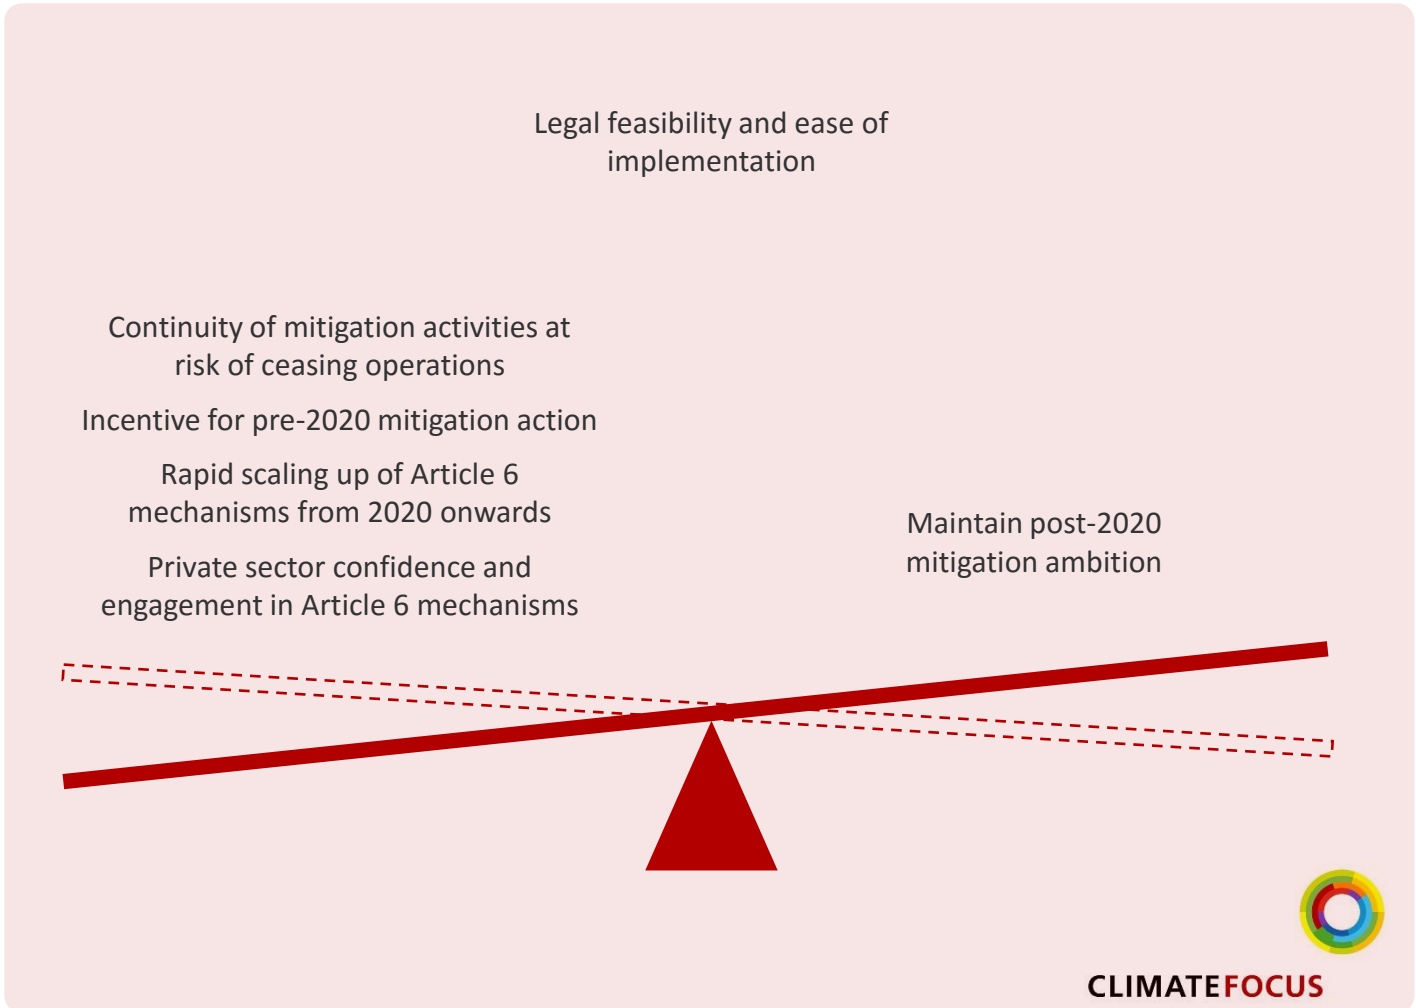 Legal feasibility and ease of
implementation
Continuity of mitigation activities at
risk of ceasing operations
Incentive for pre-2020 mitigation action
Rapid scaling up of Article 6
mechanisms from 2020 onwards
Private sector confidence and
engagement in Article 6 mechanisms
Maintain post-2020
mitigation ambition
CLIMATEFOCUS